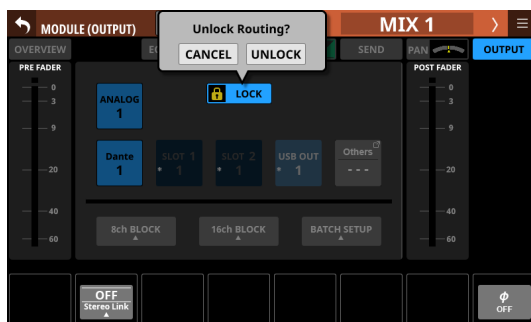 MODULE (OUTPUT)
Unlock Routing?
CANCEL
UNLOCK
MIX 1
OVERVIEW
SEND
PAN
OUTPUT
PRE FADER
POST FADER
0
3
9
20
40
60
ANALOG
1
LOCK
Dante
1
SLOT 1
* 1
SLOT 2
* 1
USB OUT
* 1
Others
- - -
8ch BLOCK
16ch BLOCK
BATCH SETUP
0
3
9
20
40
60
OFF
Stereo Link
ϕ
OFF